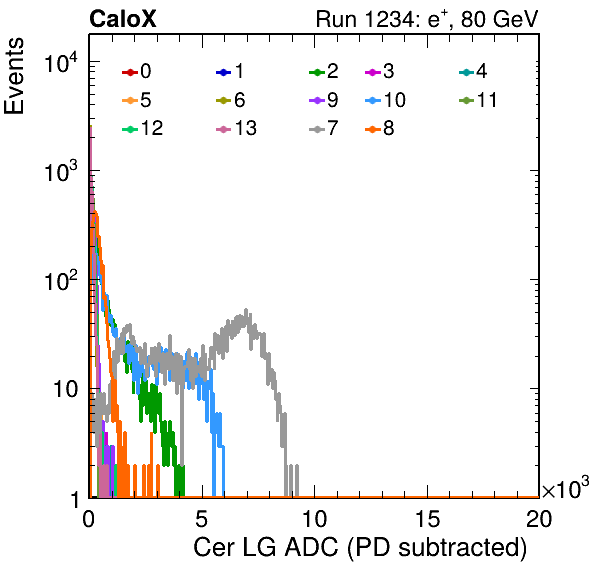 CaloX Run 1234: e⁺, 80 GeV
Events
10⁴
10³
10²
10
1
0 1 2 3 4
5 6 9 10 11
12 13 7 8
0 5 10 15 20
×10³
Cer LG ADC (PD subtracted)